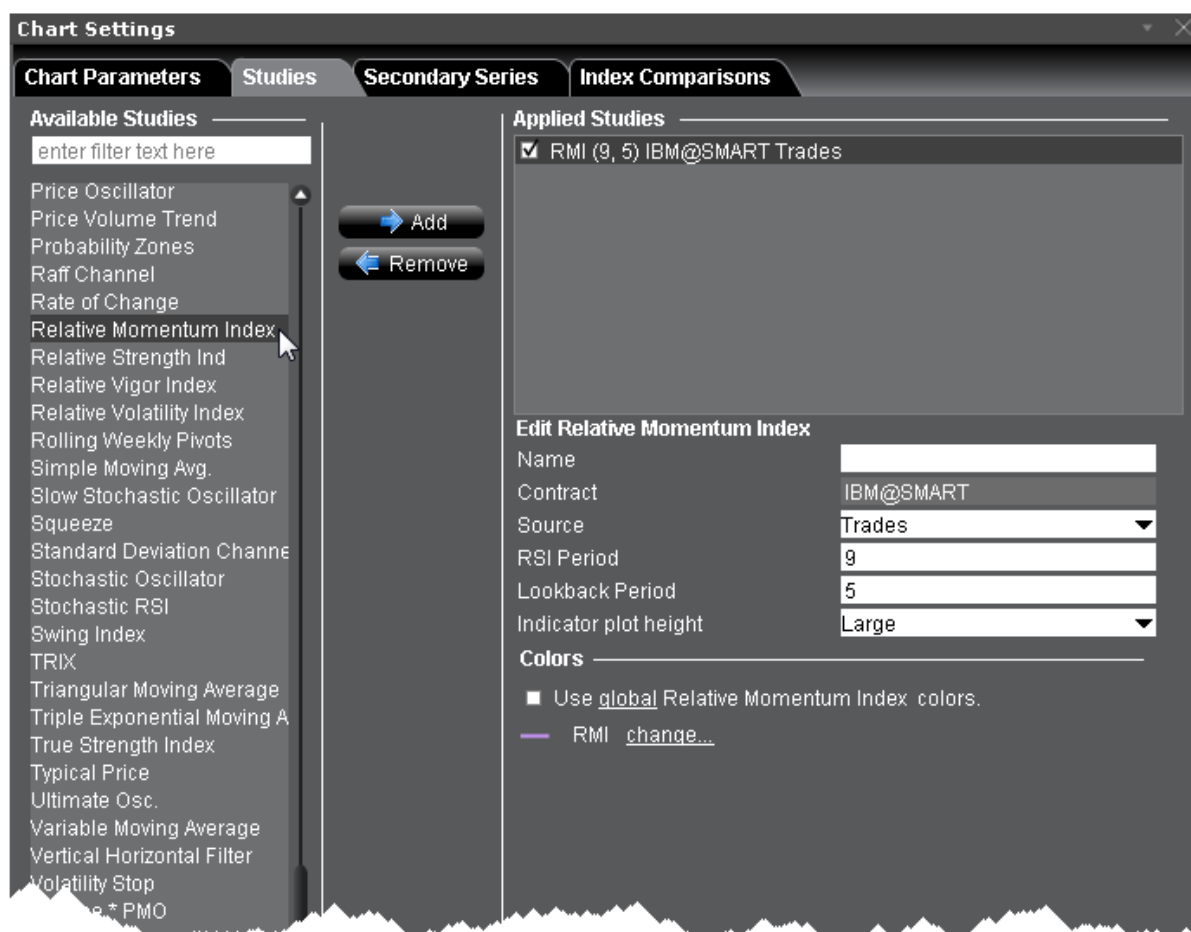 Chart Settings
Chart Parameters Studies Secondary Series Index Comparisons
Available Studies
enter filter text here
Price Oscillator
Price Volume Trend
Probability Zones
Raff Channel
Rate of Change
Relative Momentum Index
Relative Strength Ind
Relative Vigor Index
Relative Volatility Index
Rolling Weekly Pivots
Simple Moving Avg.
Slow Stochastic Oscillator
Squeeze
Standard Deviation Channe
Stochastic Oscillator
Stochastic RSI
Swing Index
TRIX
Triangular Moving Average
Triple Exponential Moving A
True Strength Index
Typical Price
Ultimate Osc.
Variable Moving Average
Vertical Horizontal Filter
Volatility Stop
* PMO
Add
Remove
Applied Studies
RMI (9, 5) IBM@SMART Trades
Edit Relative Momentum Index
Name
Contract IBM@SMART
Source Trades
RSI Period 9
Lookback Period 5
Indicator plot height Large
Colors
Use global Relative Momentum Index colors.
RMI change...